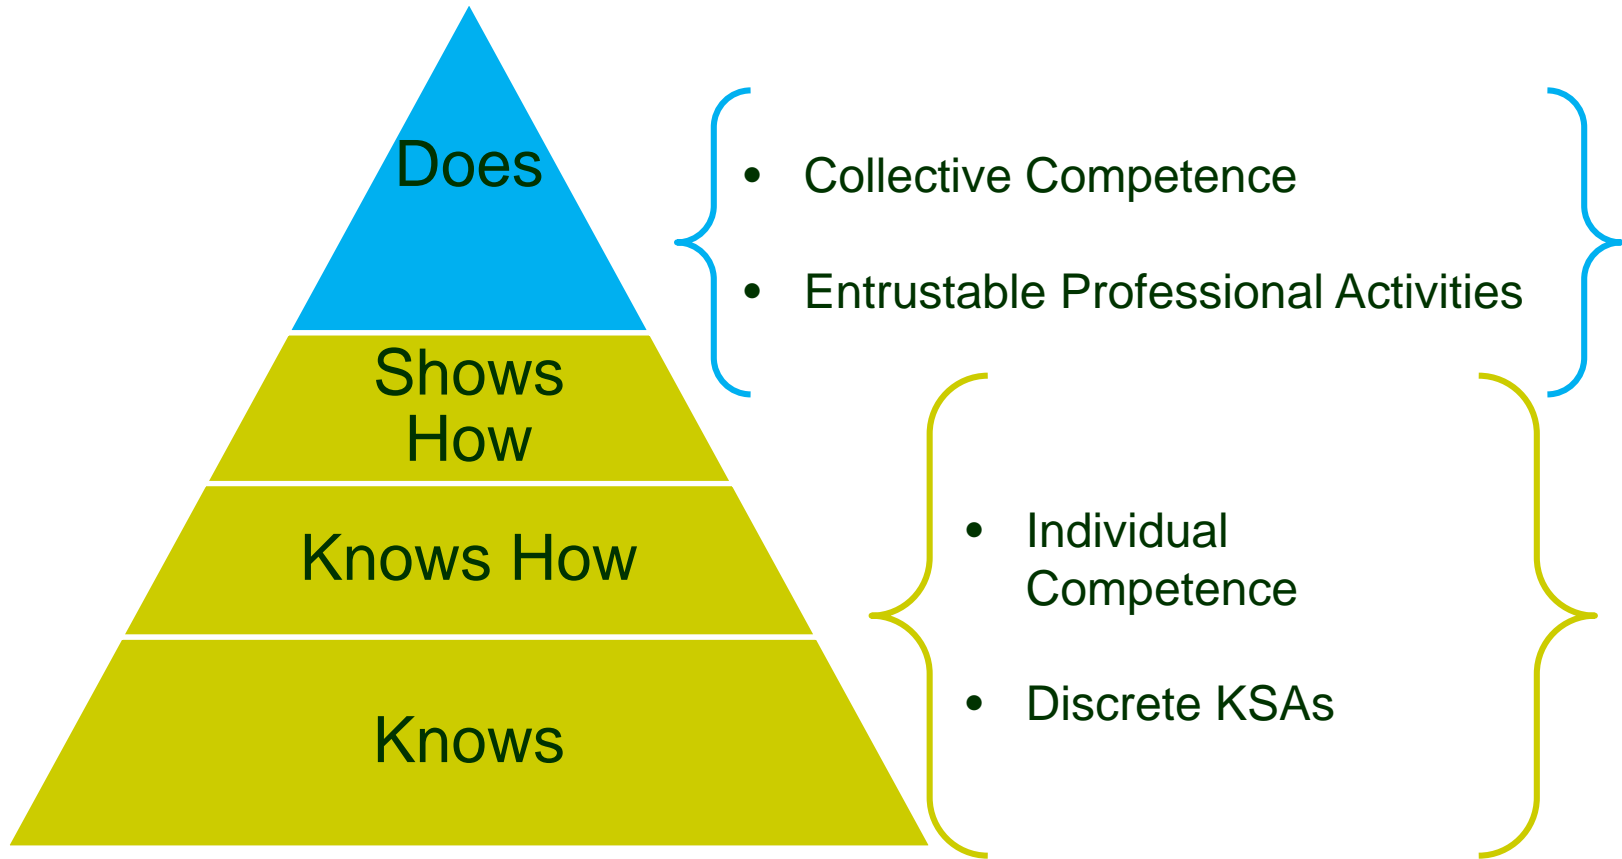 Does
Shows
How
Knows How
Knows
• Collective Competence
• Entrustable Professional Activities
• Individual
Competence
• Discrete KSAs